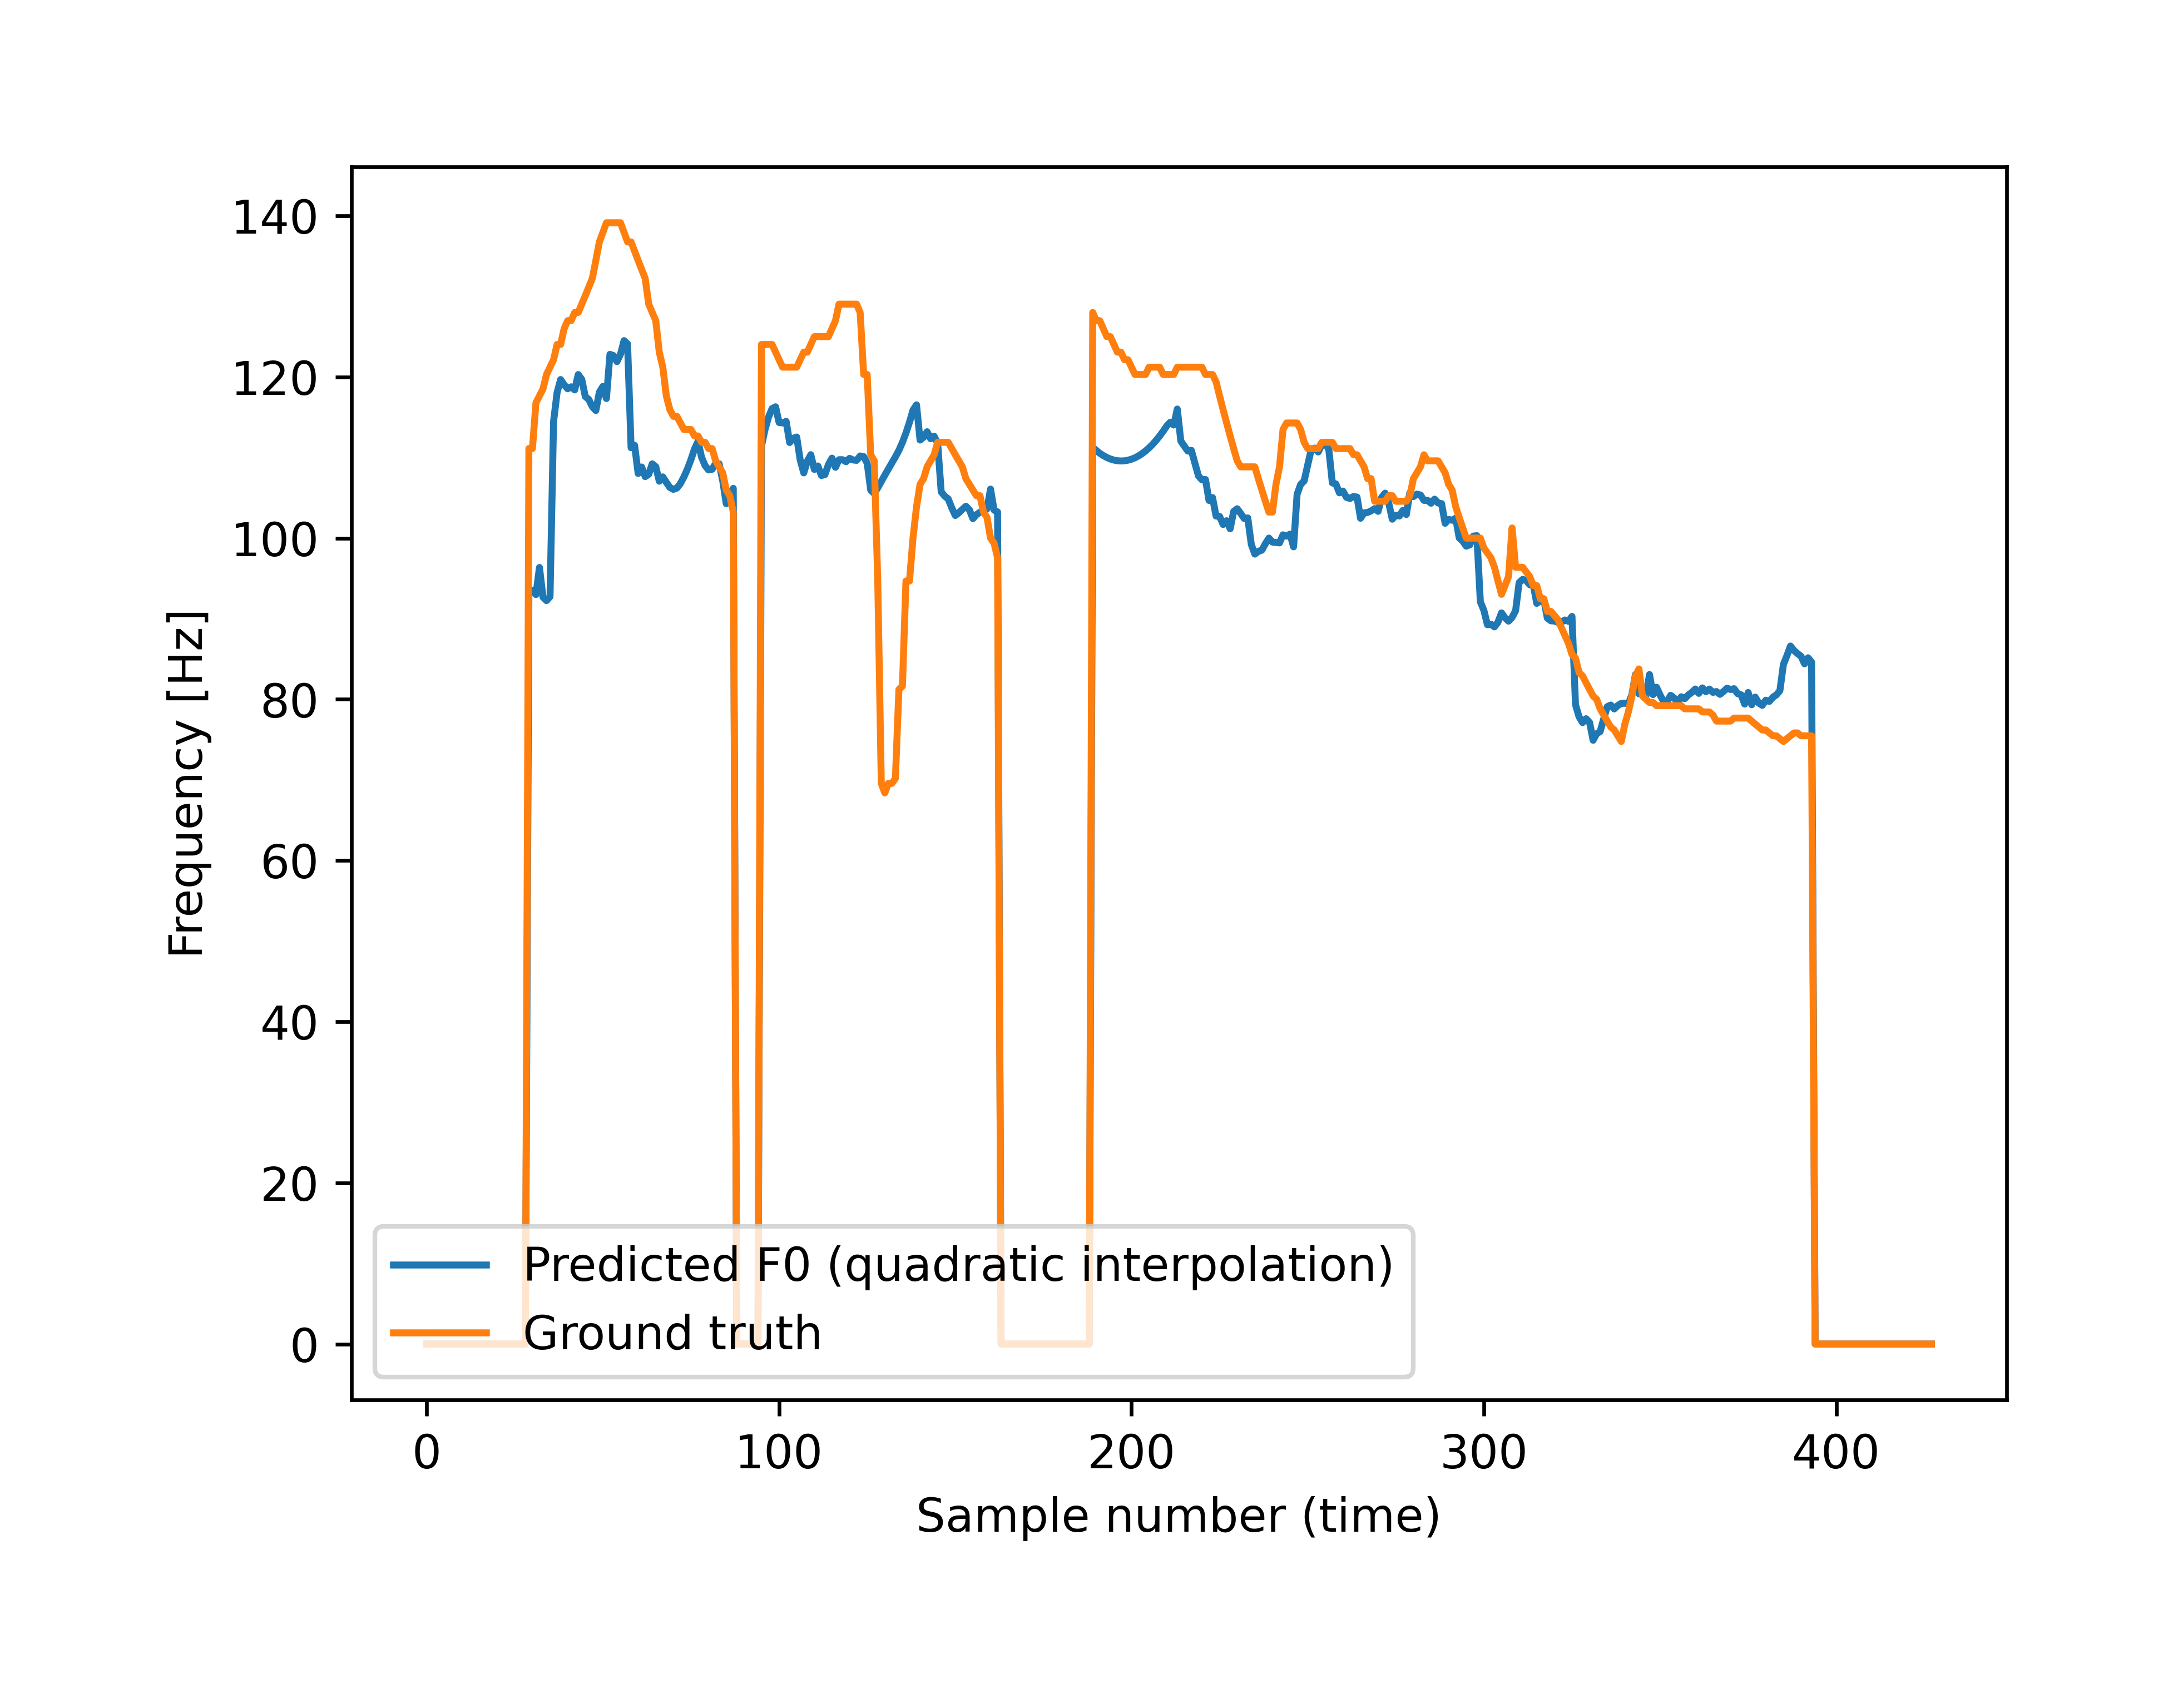 140
120
100
80
60
40
20
0
Frequency [Hz]
Predicted F0 (quadratic interpolation)
Ground truth
0 100 200 300 400
Sample number (time)